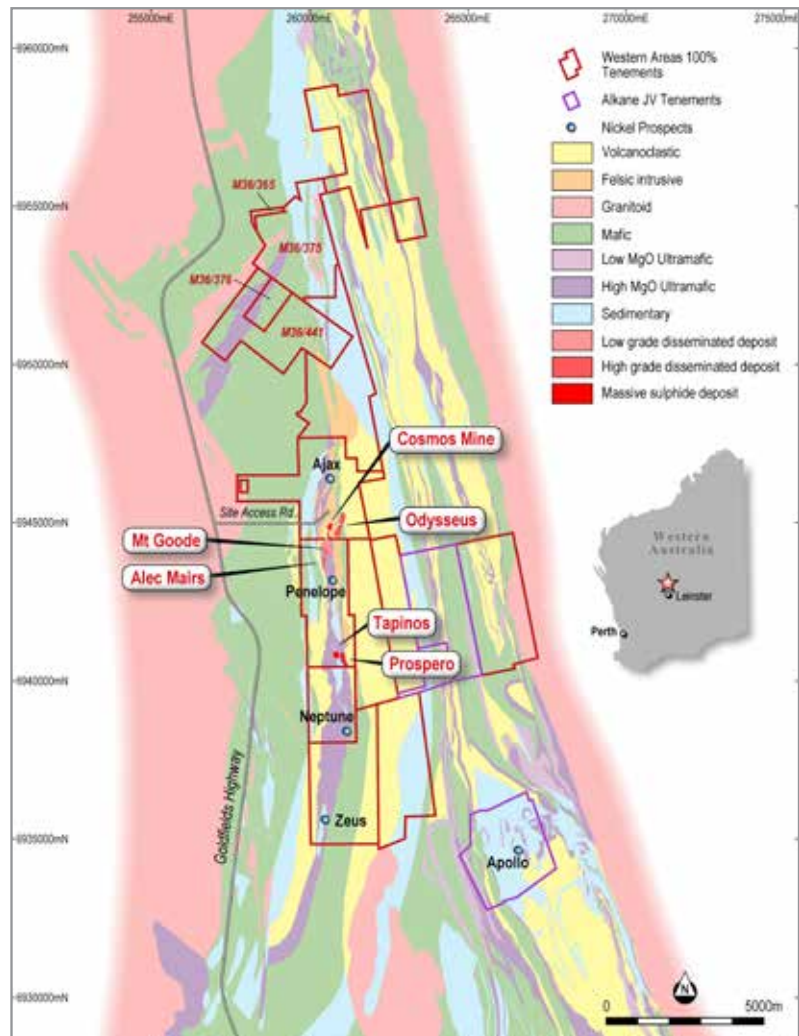 255000mE
260000mE
265000mE
270000mE
275000mE
6960000mN
6955000mN
6950000mN
6945000mN
6940000mN
6935000mN
6930000mN
Western Areas 100%
Tenements
Alkane JV Tenements
Nickel Prospects
Volcanoclastic
Felsic intrusive
Granitoid
Mafic
Low MgO Ultramafic
High MgO Ultramafic
Sedimentary
Low grade disseminated deposit
High grade disseminated deposit
Massive sulphide deposit
M36/365
M36/375
M36/376
M36/441
Cosmos Mine
Ajax
Site Access Rd
Odysseus
Mt Goode
Alec Mairs
Penelope
Tapinos
Prospero
Neptune
Zeus
Apollo
Goldfields Highway
Western
Australia
Leinster
Perth
N
0
5000m